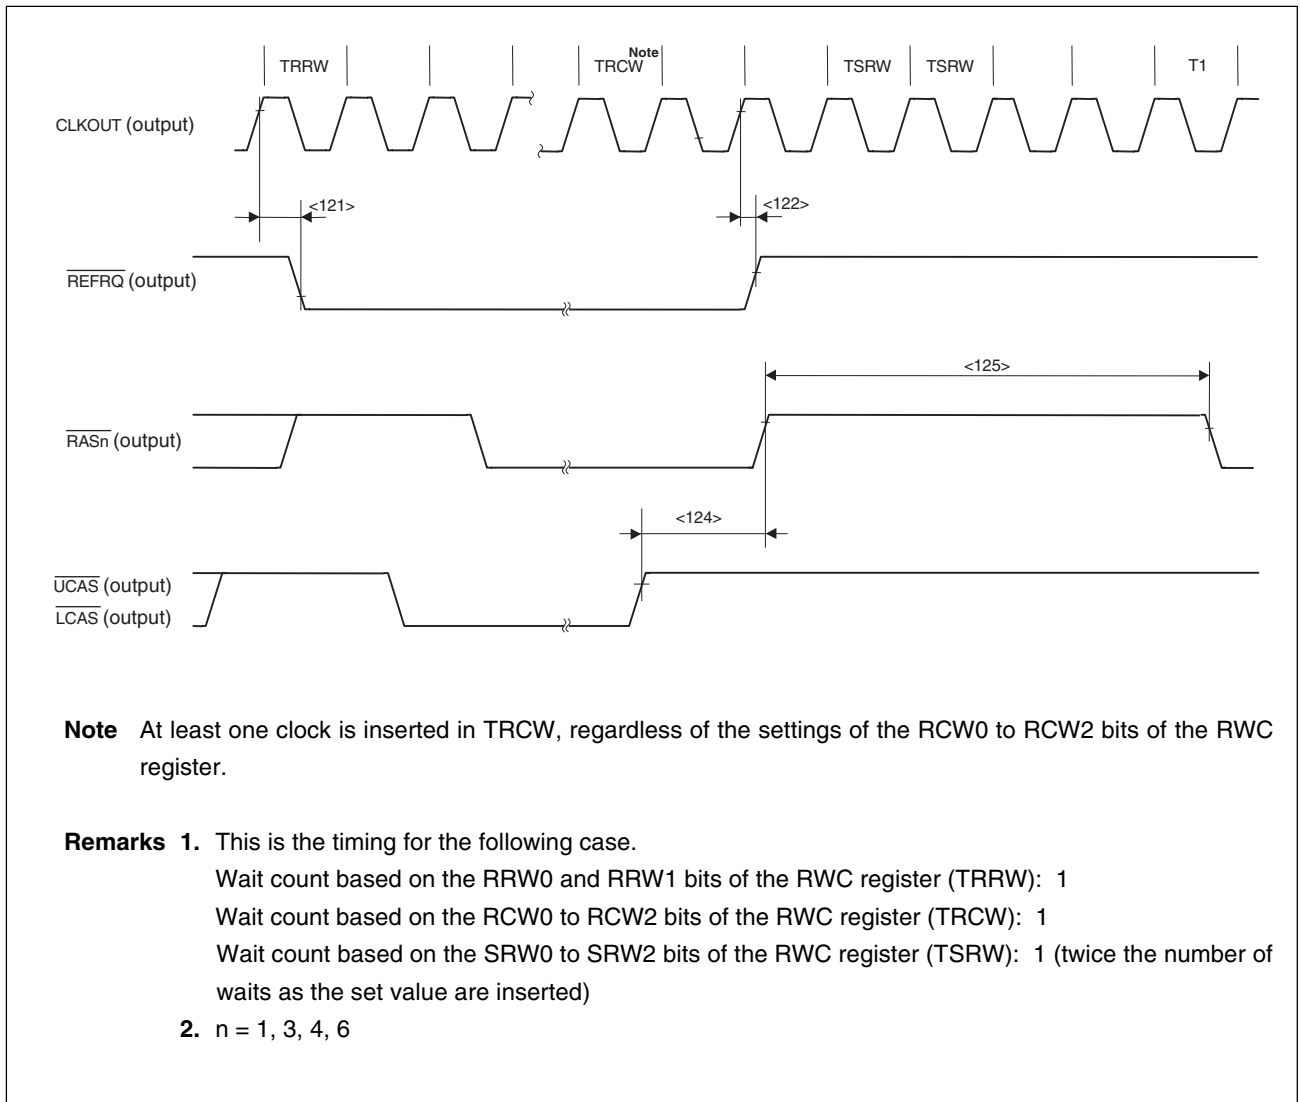 TRRW TRCW Note TSRW TSRW T1
CLKOUT (output)
<121> <122>
REFRQ (output)
<125>
RASn (output)
<124>
UCAS (output)
LCAS (output)
Note At least one clock is inserted in TRCW, regardless of the settings of the RCW0 to RCW2 bits of the RWC
register.
Remarks 1. This is the timing for the following case.
Wait count based on the RRW0 and RRW1 bits of the RWC register (TRRW): 1
Wait count based on the RCW0 to RCW2 bits of the RWC register (TRCW): 1
Wait count based on the SRW0 to SRW2 bits of the RWC register (TSRW): 1 (twice the number of
waits as the set value are inserted)
2. n = 1, 3, 4, 6